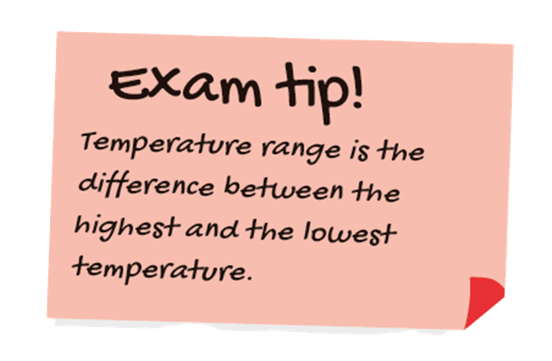 Exam tip!
Temperature range is the
difference between the
highest and the lowest
temperature.